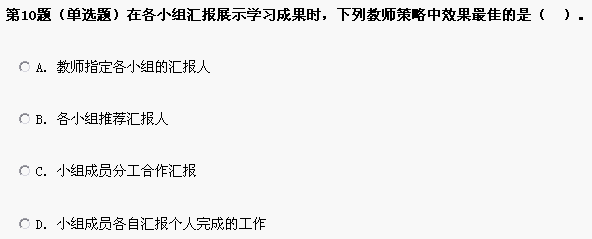 第10题（单选题）在各小组汇报展示学习成果时，下列教师策略中效果最佳的是（　）。
A. 教师指定各小组的汇报人
B. 各小组推荐汇报人
C. 小组成员分工合作汇报
D. 小组成员各自汇报个人完成的工作